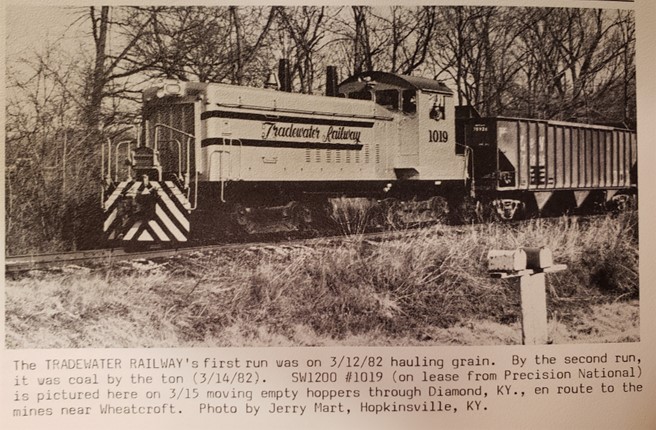 Tradewater Railway
1019
The TRADEWATER RAILWAY's first run was on 3/12/82 hauling grain. By the second run,
it was coal by the ton (3/14/82). SW1200 #1019 (on lease from Precision National)
is pictured here on 3/15 moving empty hoppers through Diamond, KY., en route to the
mines near Wheatcroft. Photo by Jerry Mart, Hopkinsville, KY.